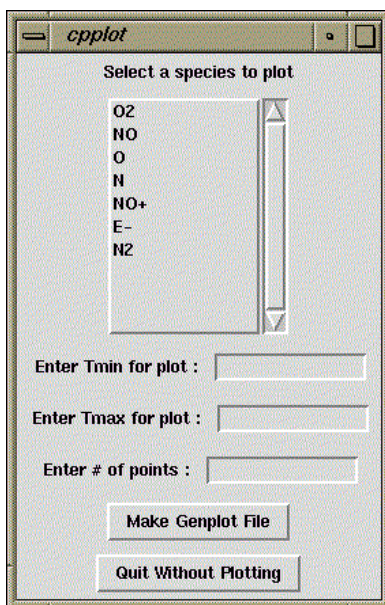 cpplot
Select a species to plot
O2
NO
O
N
NO+
E-
N2
Enter Tmin for plot :
Enter Tmax for plot :
Enter # of points :
Make Genplot File
Quit Without Plotting